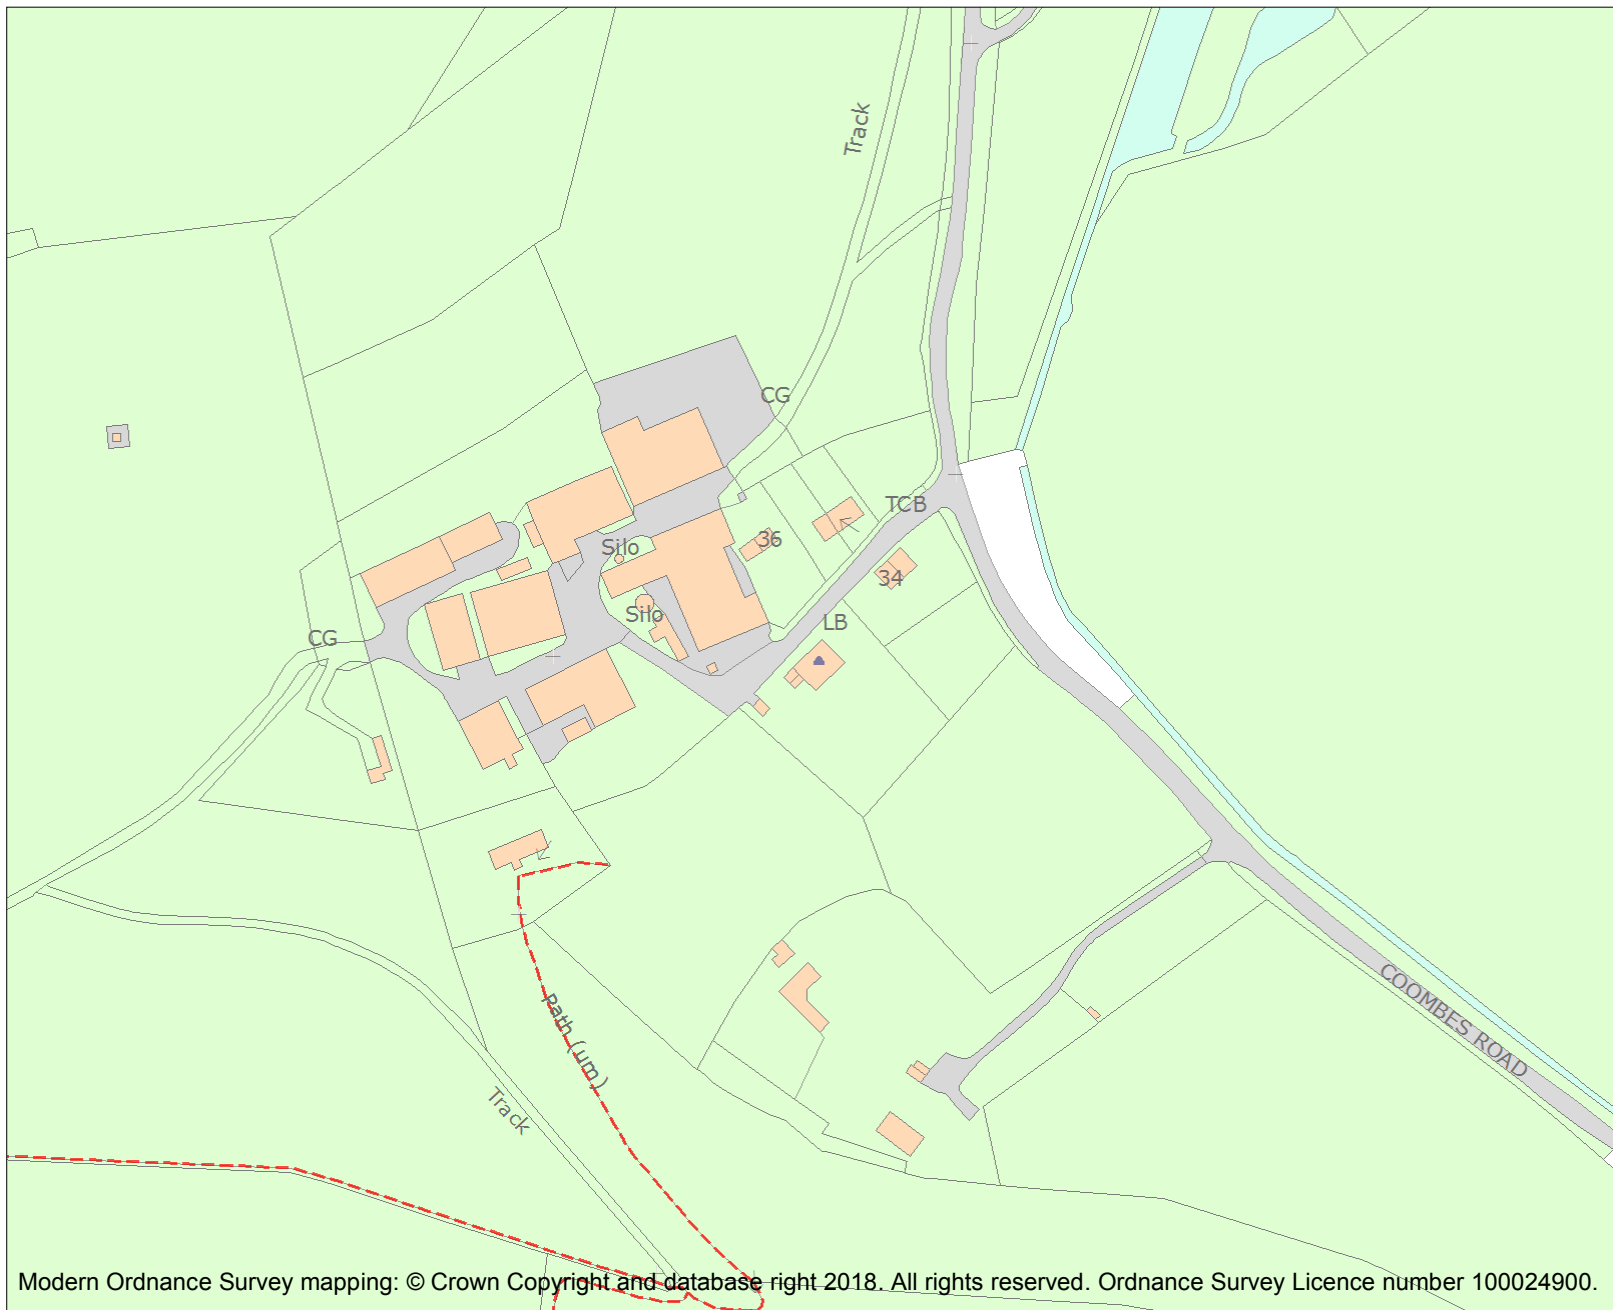 Track
CG
TCB
36
Silo
34
Silo
LB
CG
COOMBES ROAD
Path (um)
Track
Modern Ordnance Survey mapping: © Crown Copyright and database right 2018. All rights reserved. Ordnance Survey Licence number 100024900.